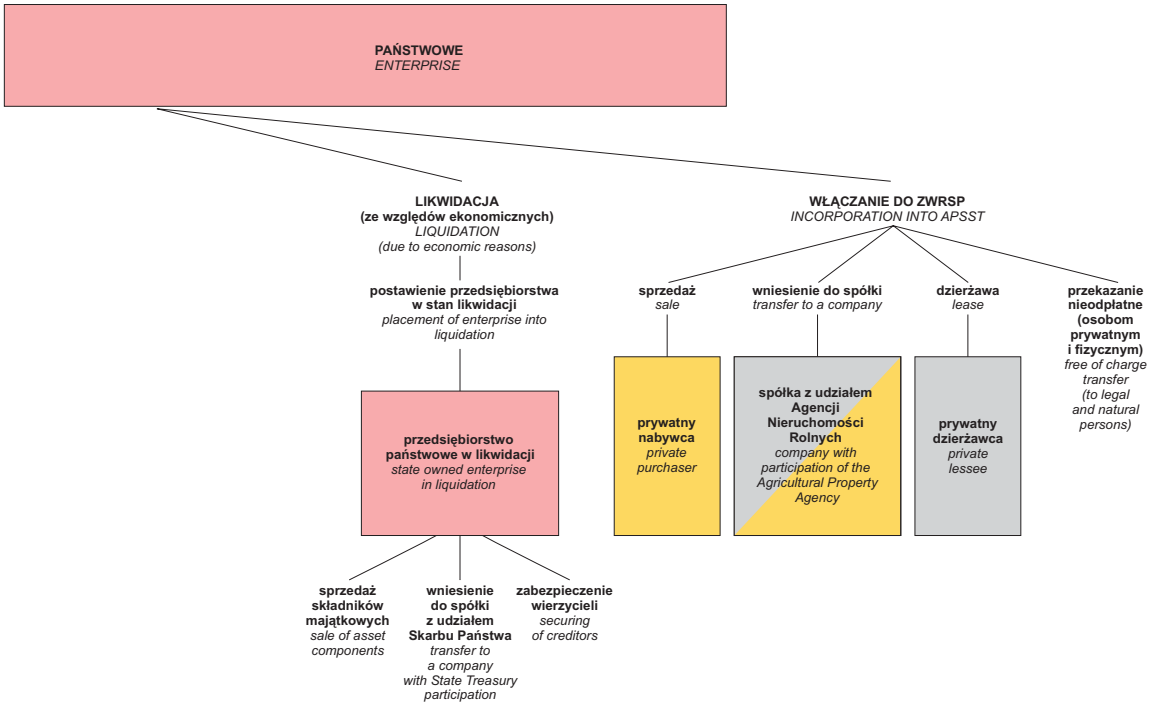 PAŃSTWOWE
ENTERPRISE
LIKWIDACJA
(ze względów ekonomicznych)
LIQUIDATION
(due to economic reasons)
WŁĄCZANIE DO ZWRSP
INCORPORATION INTO APSST
postawienie przedsiębiorstwa
w stan likwidacji
placement of enterprise into
liquidation
sprzedaż
sale
wniesienie do spółki
transfer to a company
dzierżawa
lease
przekazanie
nieodpłatne
(osobom
prywatnym
i fizycznym)
free of charge
transfer
(to legal
and natural
persons)
przedsiębiorstwo
państwowe w likwidacji
state owned enterprise
in liquidation
prywatny
nabywca
private
purchaser
spółka z udziałem
Agencji
Nieruchomości
Rolnych
company with
participation of the
Agricultural Property
Agency
prywatny
dzierżawca
private
lessee
sprzedaż
składników
majątkowych
sale of asset
components
wniesienie
do spółki
z udziałem
Skarbu Państwa
transfer to
a company
with State Treasury
participation
zabezpieczenie
wierzycieli
securing
of creditors